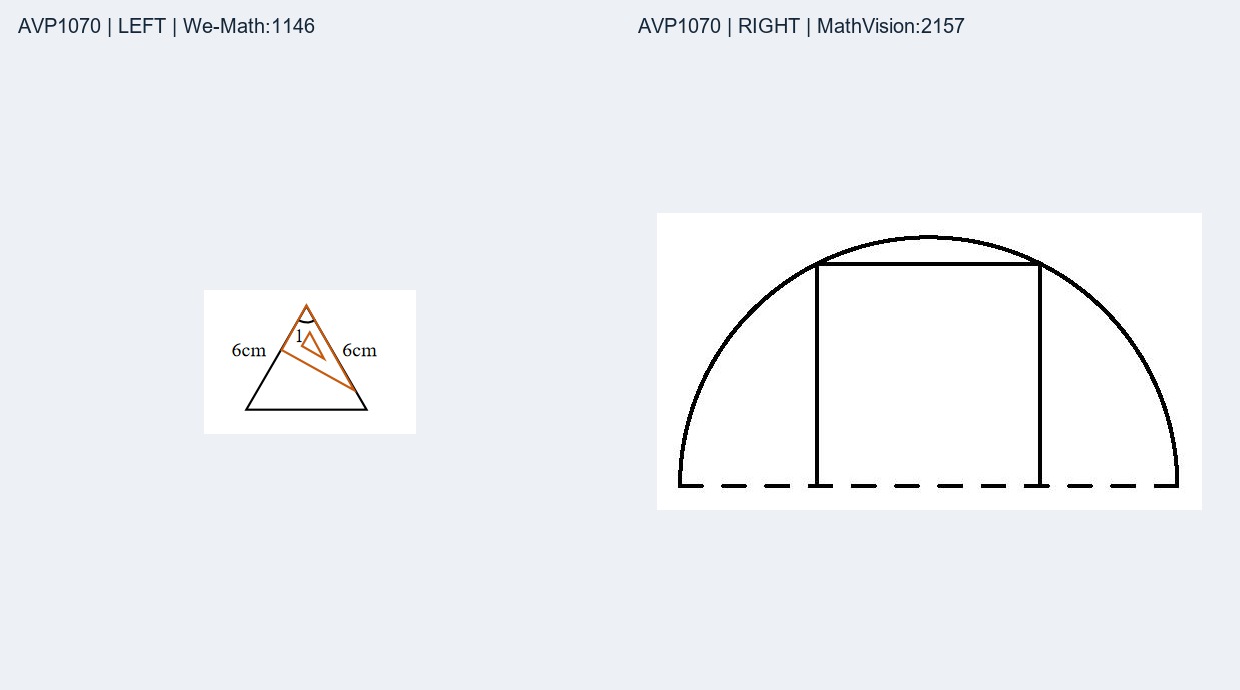 AVP1070 | LEFT | We-Math:1146
AVP1070 | RIGHT | MathVision:2157
1
6cm
6cm